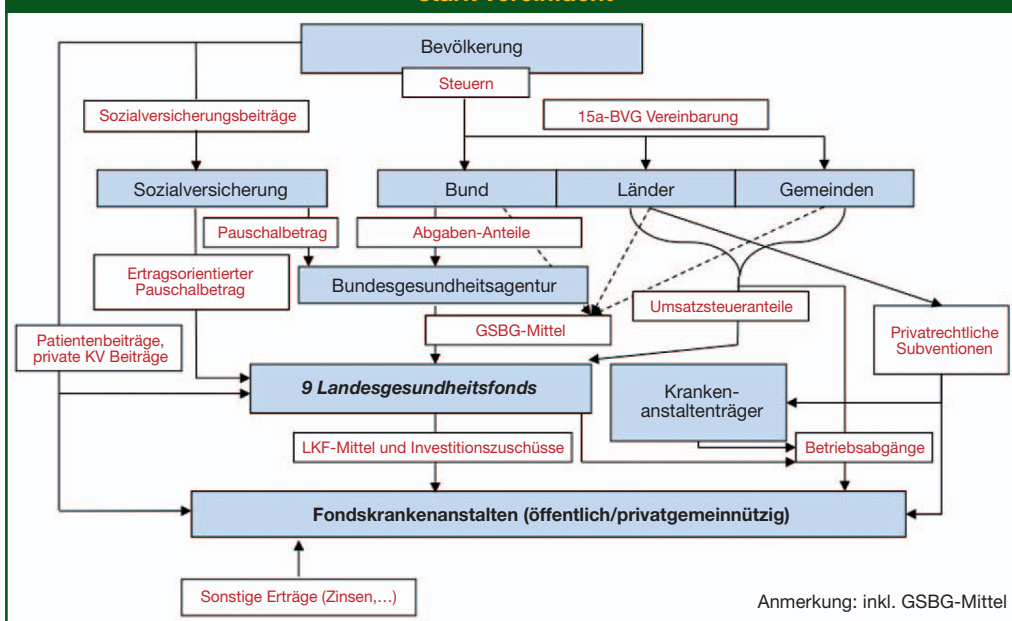 stark vereinfacht
Bevölkerung
Steuern
Sozialversicherungsbeiträge
15a-BVG Vereinbarung
Sozialversicherung
Bund
Länder
Gemeinden
Pauschalbetrag
Abgaben-Anteile
Ertragsorientierter
Pauschalbetrag
Bundesgesundheitsagentur
Umsatzsteueranteile
GSBG-Mittel
Privatrechtliche
Subventionen
Patientenbeiträge,
private KV Beiträge
9 Landesgesundheitsfonds
Kranken-
anstaltenträger
LKF-Mittel und Investitionszuschüsse
Betriebsabgänge
Fondskrankenanstalten (öffentlich/privatgemeinnützig)
Sonstige Erträge (Zinsen,...)
Anmerkung: inkl. GSBG-Mittel